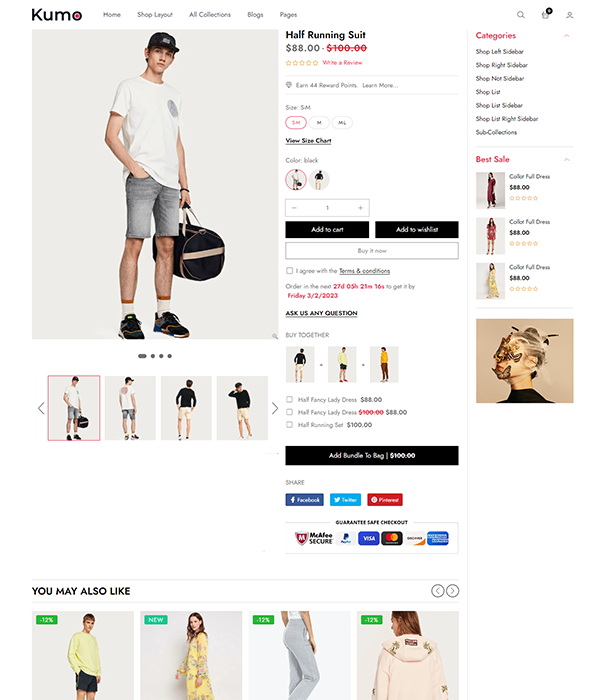 Kumo
Home
Shop Layout
All Collections
Blogs
Pages
0
Half Running Suit
$88.00 - $100.00
Write a Review
Earn 44 Reward Points. Learn More...
Size: S-M
S-M
M
M-L
View Size Chart
Color: black
1
Add to cart
Add to wishlist
Buy it now
I agree with the Terms & conditions
Order in the next 27d 05h 21m 16s to get it by
Friday 3/2/2023
ASK US ANY QUESTION
BUY TOGETHER
+
+
Half Fancy Lady Dress $88.00
Half Fancy Lady Dress $100.00 $88.00
Half Running Set $100.00
Add Bundle To Bag | $100.00
SHARE
Facebook
Twitter
Pinterest
GUARANTEE SAFE CHECKOUT
McAfee
SECURE
PayPal
VISA
MasterCard
DISCOVER
AMERICAN EXPRESS
Categories
Shop Left Sidebar
Shop Right Sidebar
Shop Not Sidebar
Shop List
Shop List Sidebar
Shop List Right Sidebar
Sub-Collections
Best Sale
Collor Full Dress
$88.00
Collor Full Dress
$88.00
Collor Full Dress
$88.00
YOU MAY ALSO LIKE
-12%
NEW
-12%
-12%